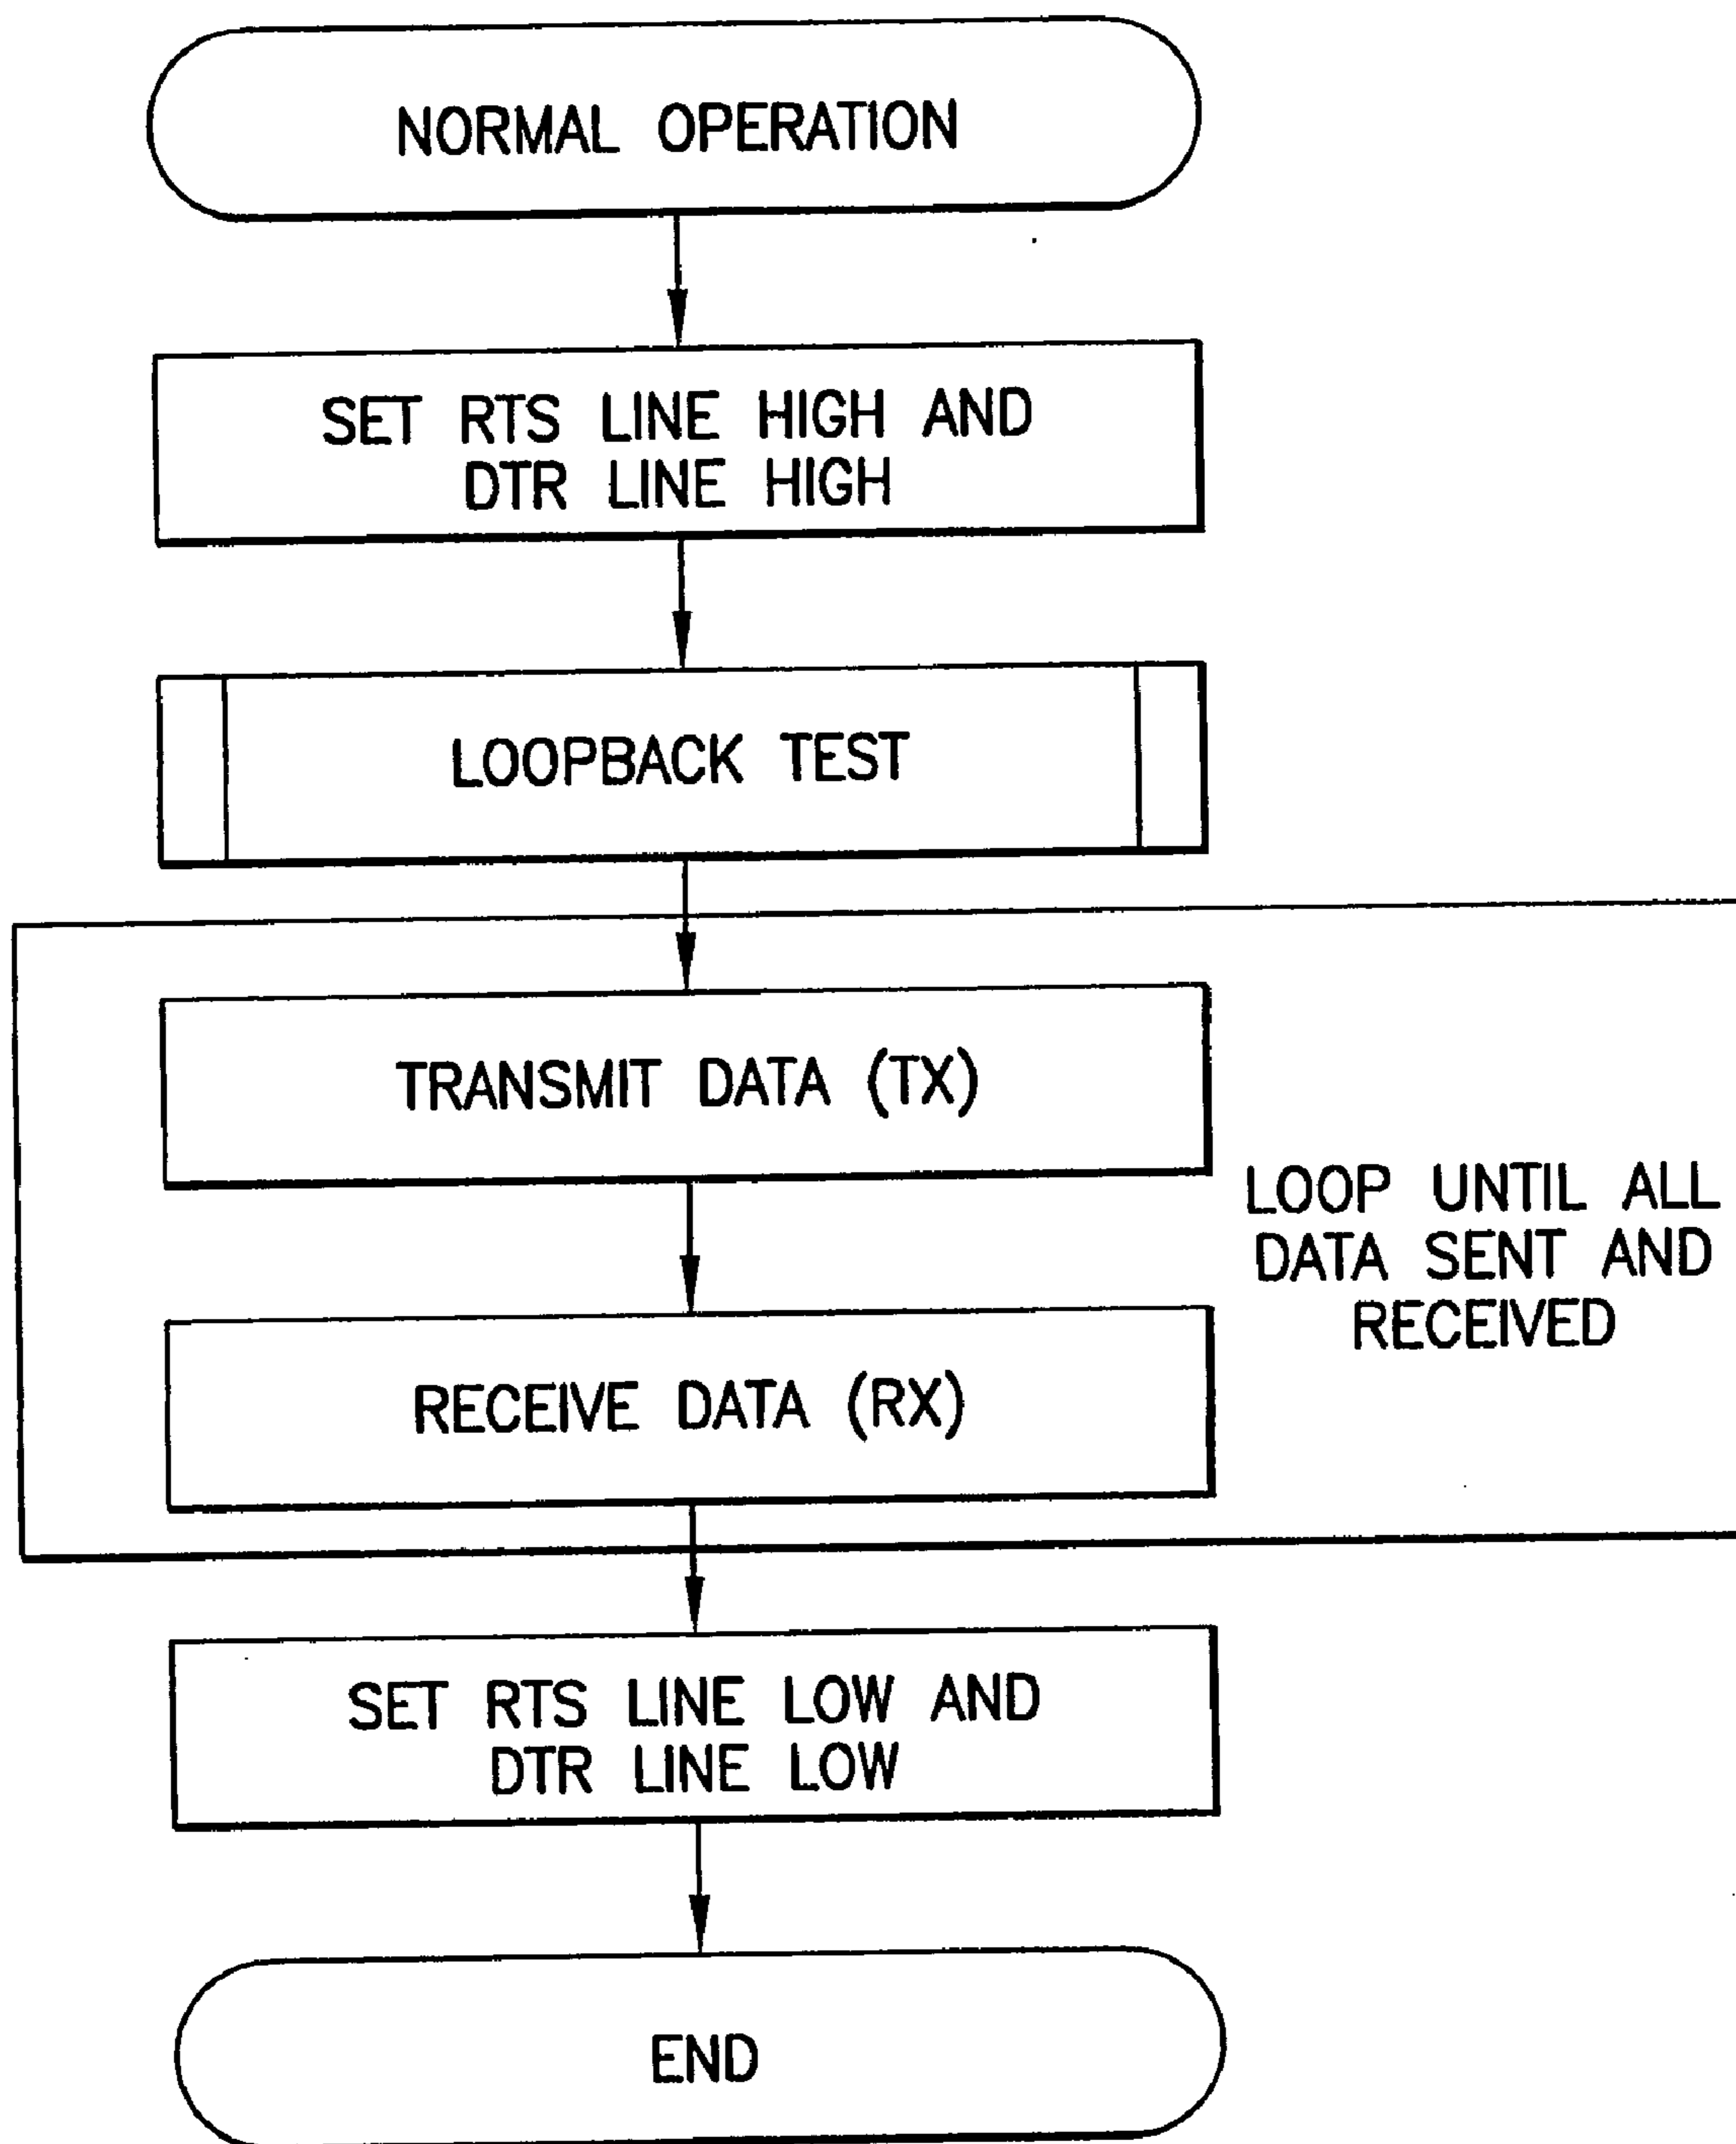 NORMAL OPERATION
SET RTS LINE HIGH AND
DTR LINE HIGH
LOOPBACK TEST
TRANSMIT DATA (TX)
LOOP UNTIL ALL
DATA SENT AND
RECEIVED
RECEIVE DATA (RX)
SET RTS LINE LOW AND
DTR LINE LOW
END